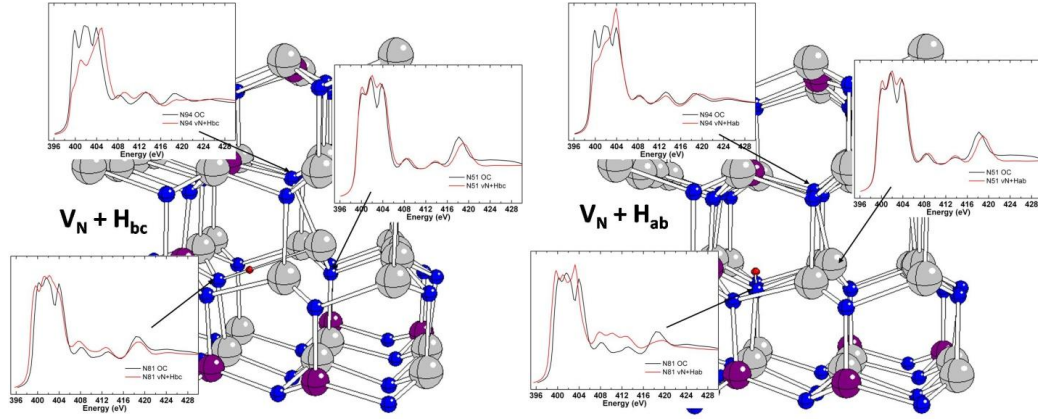 396 400 404 408 412 416 420 424 428
Energy (eV)
N94 OC
N94 vN+Hbc
396 400 404 408 412 416 420 424 428
Energy (eV)
N51 OC
N51 vN+Hbc
V_N + H_bc
396 400 404 408 412 416 420 424 428
Energy (eV)
N81 OC
N81 vN+Hbc
396 400 404 408 412 416 420 424 428
Energy (eV)
N94 OC
N94 vN+Hab
396 400 404 408 412 416 420 424 428
Energy (eV)
N51 OC
N51 vN+Hab
V_N + H_ab
396 400 404 408 412 416 420 424 428
Energy (eV)
N81 OC
N81 vN+Hab